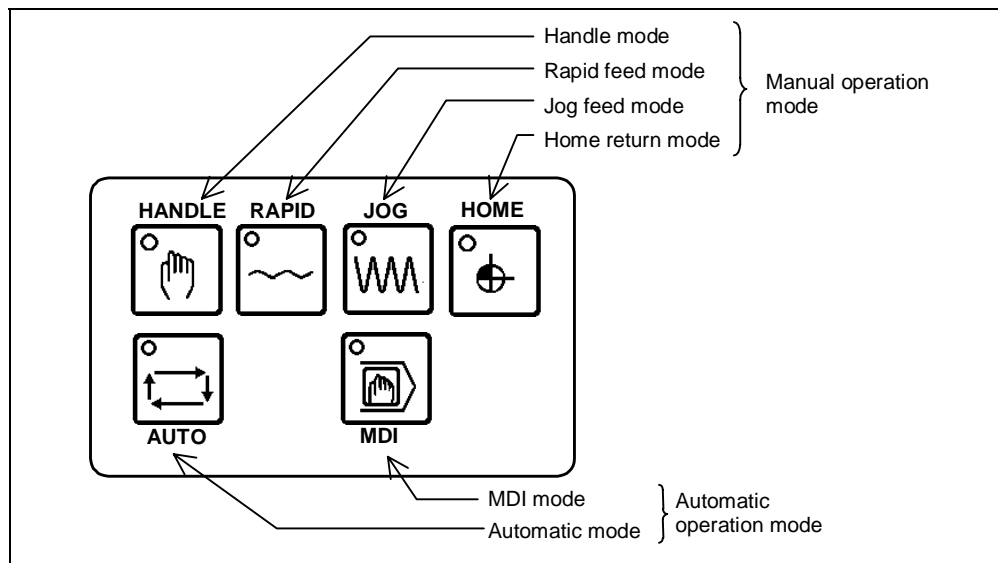 Handle mode
Rapid feed mode
Jog feed mode
Home return mode
Manual operation
mode
HANDLE RAPID JOG HOME
AUTO MDI
MDI mode
Automatic mode
Automatic
operation mode